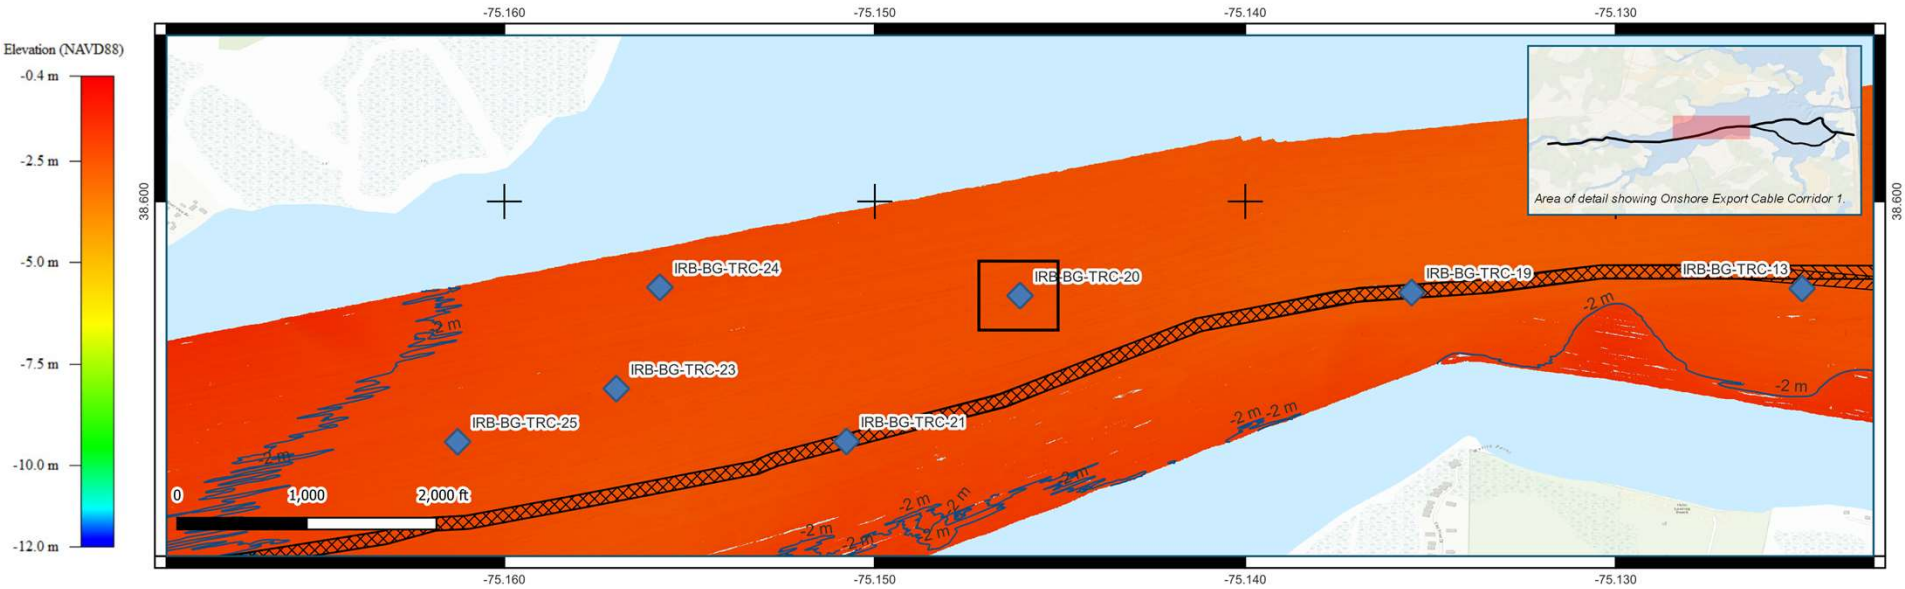 -75.160
-75.150
-75.140
-75.130
Elevation (NAVD88)
-0.4 m
-2.5 m
-5.0 m
-7.5 m
-10.0 m
-12.0 m
38.600
38.600
Area of detail showing Onshore Export Cable Corridor 1.
IRB-BG-TRC-24
IRB-BG-TRC-20
IRB-BG-TRC-19
IRB-BG-TRC-13
-2 m
-2 m
IRB-BG-TRC-23
-2 m
IRB-BG-TRC-25
IRB-BG-TRC-21
-2 m
-2 m
-2 m
-2 m
0
1,000
2,000 ft
-2 m
-2 m
-2 m
-2 m
-2 m
-75.160
-75.150
-75.140
-75.130